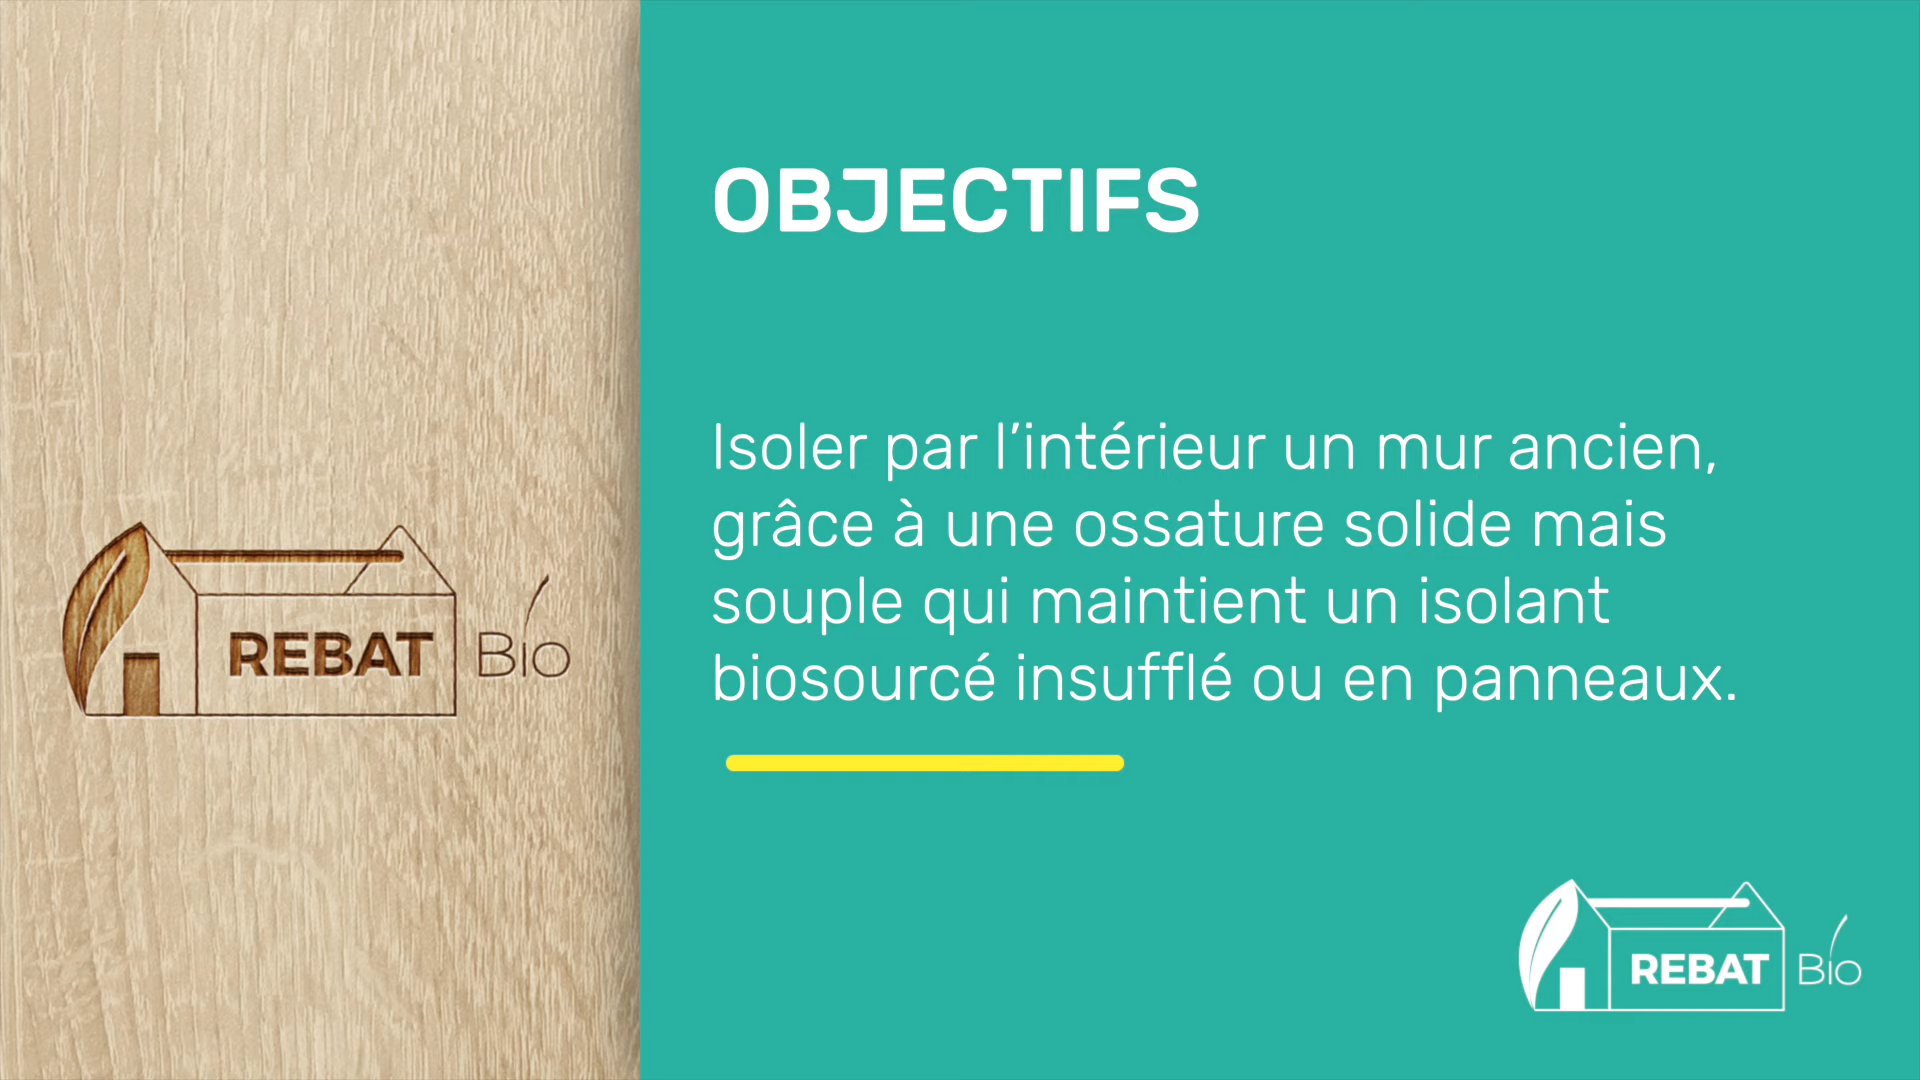 REBAT Bio
OBJECTIFS
Isoler par l’intérieur un mur ancien,
grâce à une ossature solide mais
souple qui maintient un isolant
biosourcé insufflé ou en panneaux.
REBAT Bio